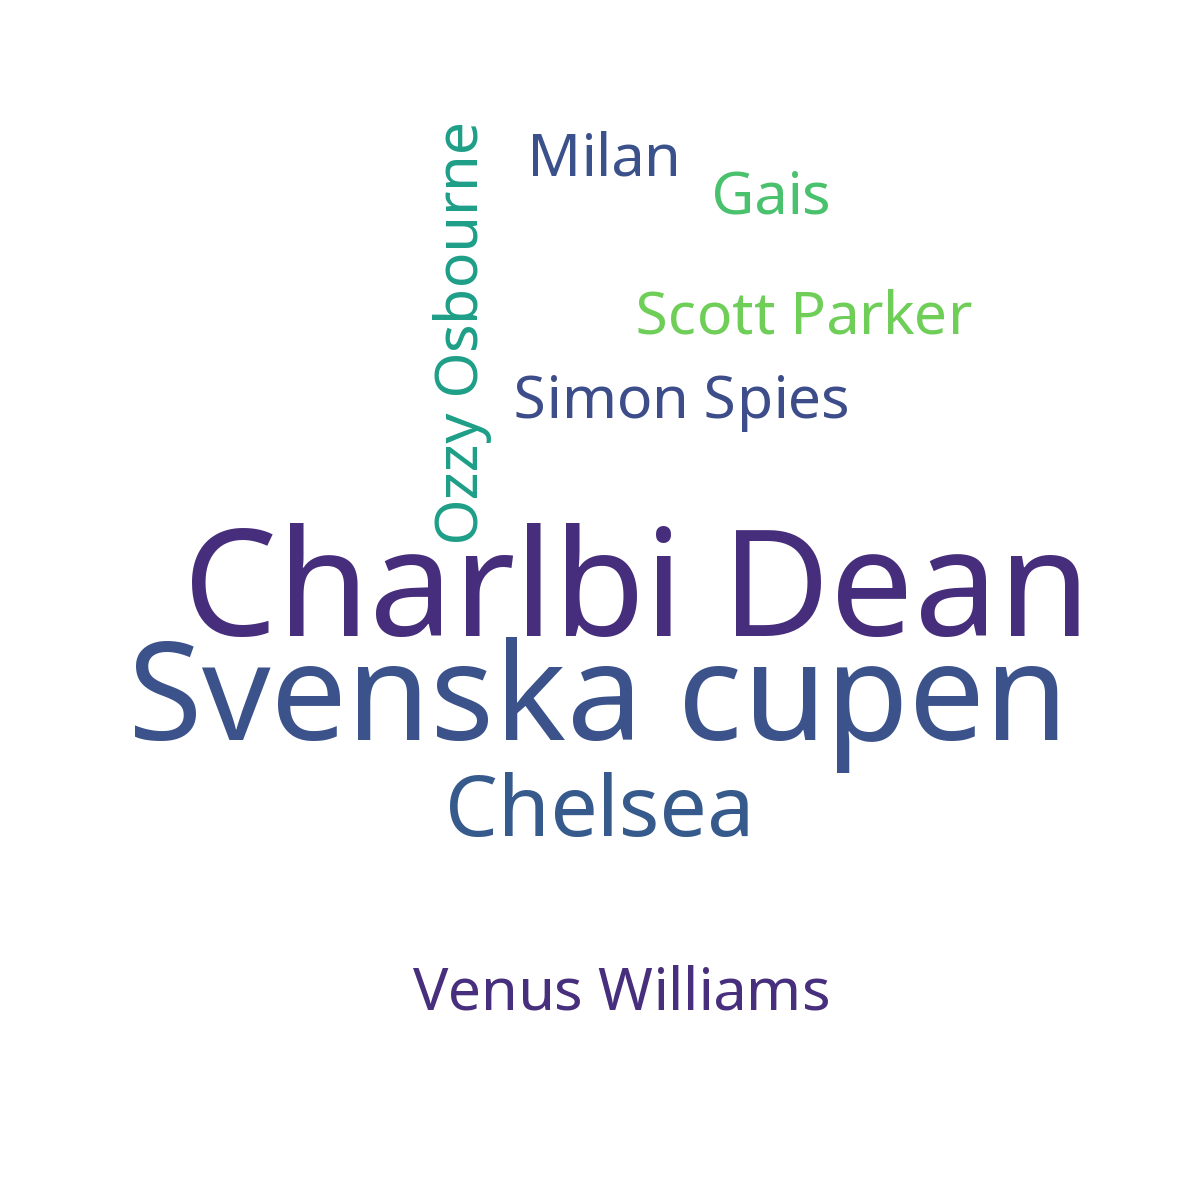 Ozzy Osbourne
Milan
Gais
Scott Parker
Simon Spies
Charlbi Dean
Svenska cupen
Chelsea
Venus Williams